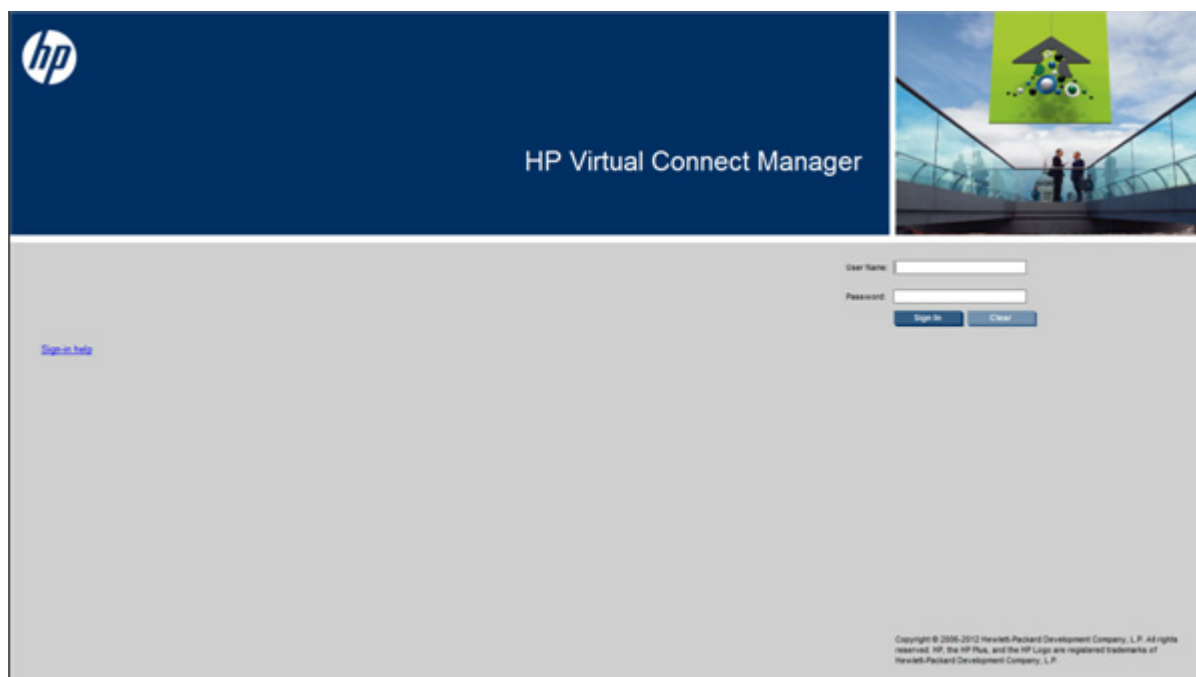 hp
HP Virtual Connect Manager
User Name:
Password:
Sign In
Clear
Sign-in help
Copyright © 2006-2012 Hewlett-Packard Development Company, L.P. All rights
reserved. HP, the HP Plus, and the HP Logo are registered trademarks of
Hewlett-Packard Development Company, L.P.